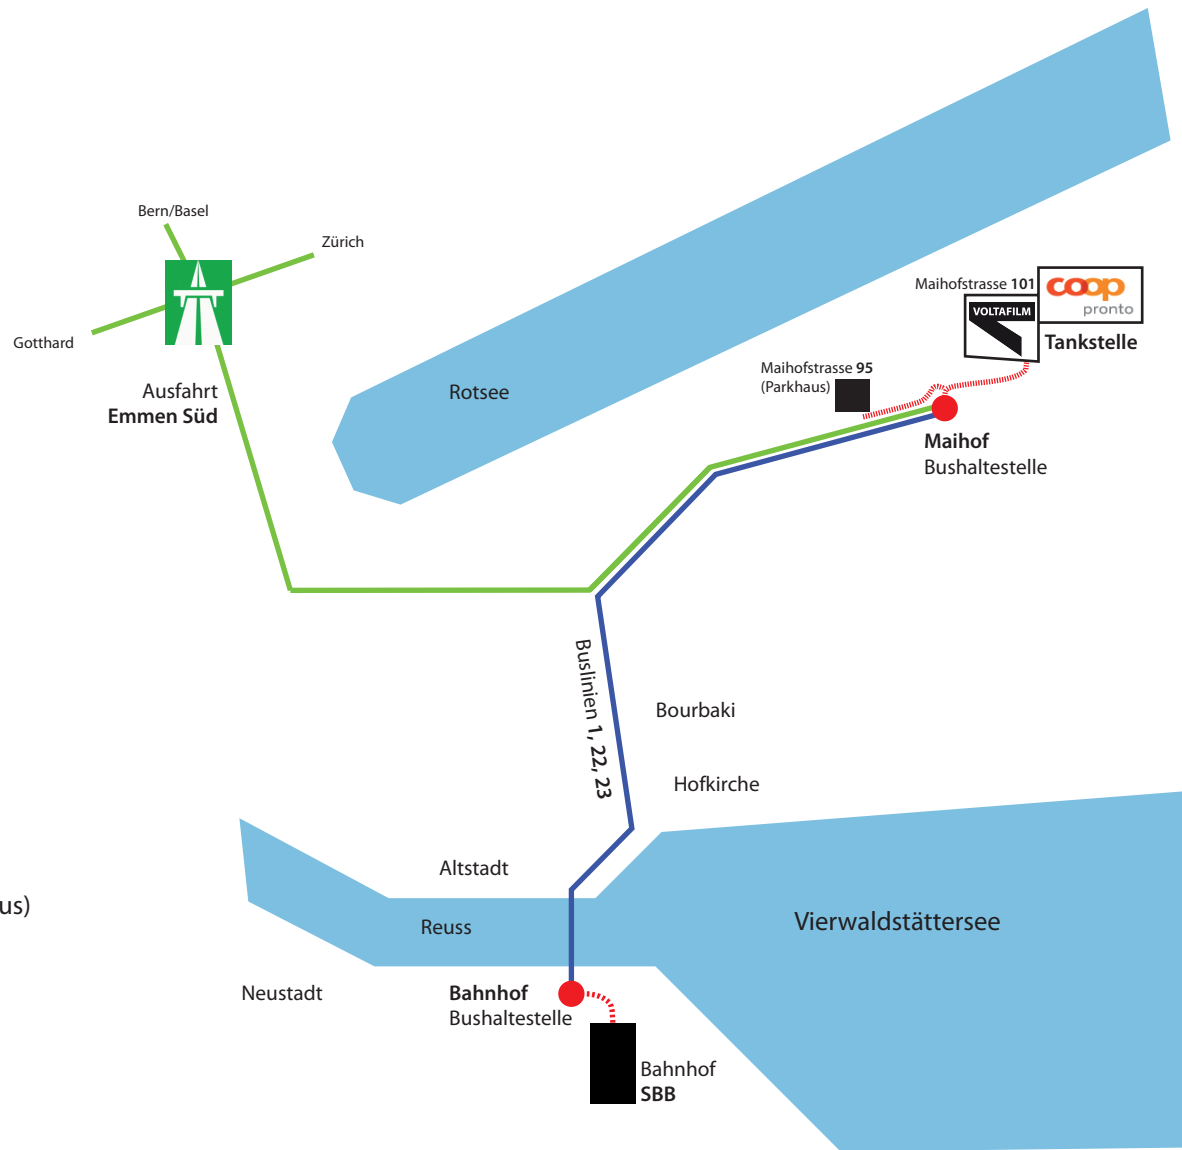 Bern/Basel
Zürich
Gotthard
Ausfahrt
Emmen Süd
Rotsee
Maihofstrasse 101
VOLTAFILM
coop
pronto
Tankstelle
Maihofstrasse 95
(Parkhaus)
Maihof
Bushaltestelle
Buslinien 1, 22, 23
Bourbaki
Hofkirche
Altstadt
us)
Reuss
Vierwaldstättersee
Neustadt
Bahnhof
Bushaltestelle
Bahnhof
SBB